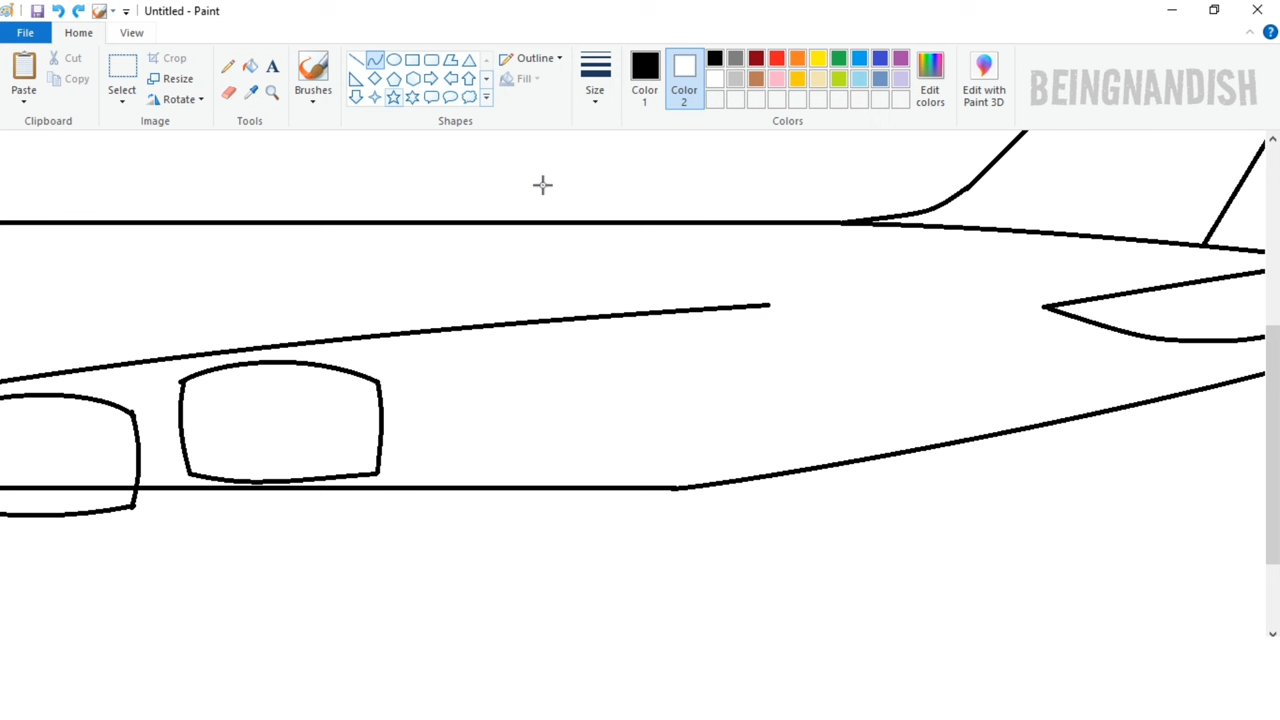 Untitled - Paint
File Home View
Paste
Cut
Copy
Clipboard
Select
Crop
Resize
Rotate
Image
A
Tools
Brushes
Shapes
Outline
Fill
Size
Color 1
Color 2
Colors
Edit colors
Edit with Paint 3D
BEINGNANDISH